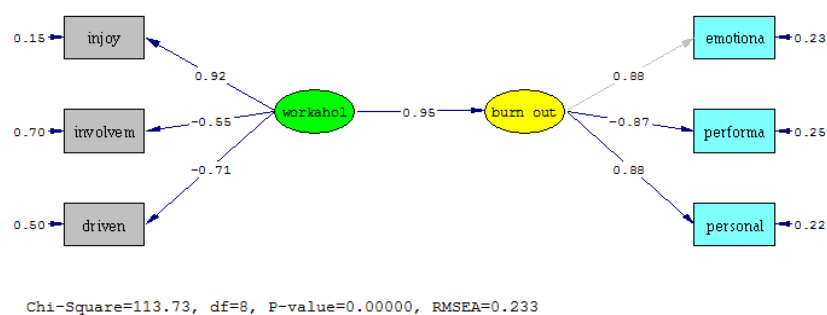 0.15 injoy emotiona 0.23
0.92 0.88
0.70 involvem -0.55 workahol 0.95 burn out -0.87 performa 0.25
-0.71 0.88
0.50 driven personal 0.22
Chi-Square=113.73, df=8, P-value=0.00000, RMSEA=0.233